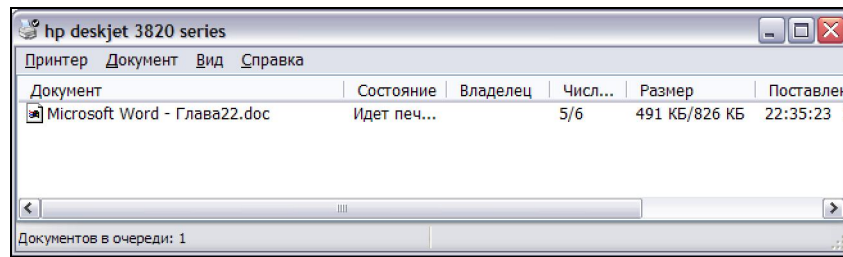 hp deskjet 3820 series
Принтер Документ Вид Справка
Документ Состояние Владелец Числ... Размер Поставлен
Microsoft Word - Глава22.doc Идет печ... 5/6 491 КБ/826 КБ 22:35:23
Документов в очереди: 1